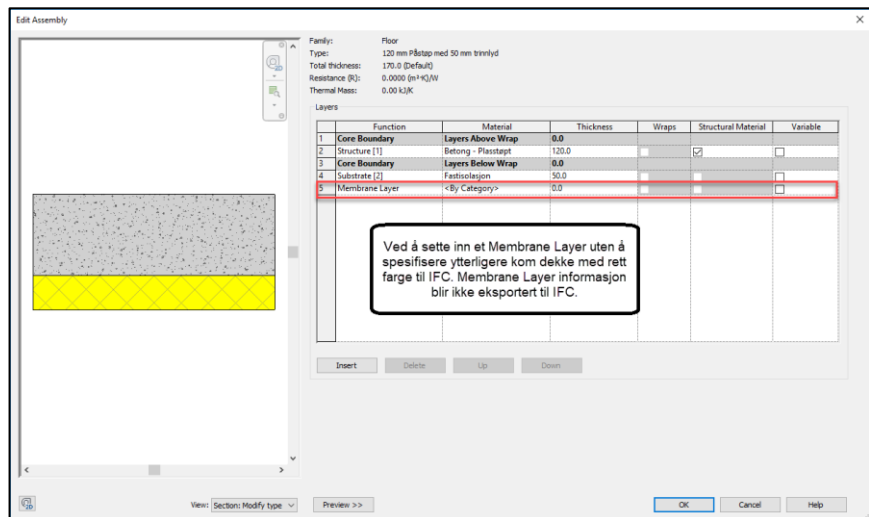 Edit Assembly
Family: Floor
Type: 120 mm Påstøp med 50 mm trinnlyd
Total thickness: 170.0 (Default)
Resistance (R): 0.0000 (m²·K)/W
Thermal Mass: 0.00 kJ/K
Layers
Function Material Thickness Wraps Structural Material Variable
1 Core Boundary Layers Above Wrap 0.0
2 Structure [1] Betong - Plasstøpt 120.0
3 Core Boundary Layers Below Wrap 0.0
4 Substrate [2] Fastisolasjon 50.0
5 Membrane Layer <By Category> 0.0
Ved å sette inn et Membrane Layer uten å
spesifisere ytterligere kom dekke med rett
farge til IFC. Membrane Layer informasjon
blir ikke eksportert til IFC.
Insert Delete Up Down
View: Section: Modify type Preview >> OK Cancel Help